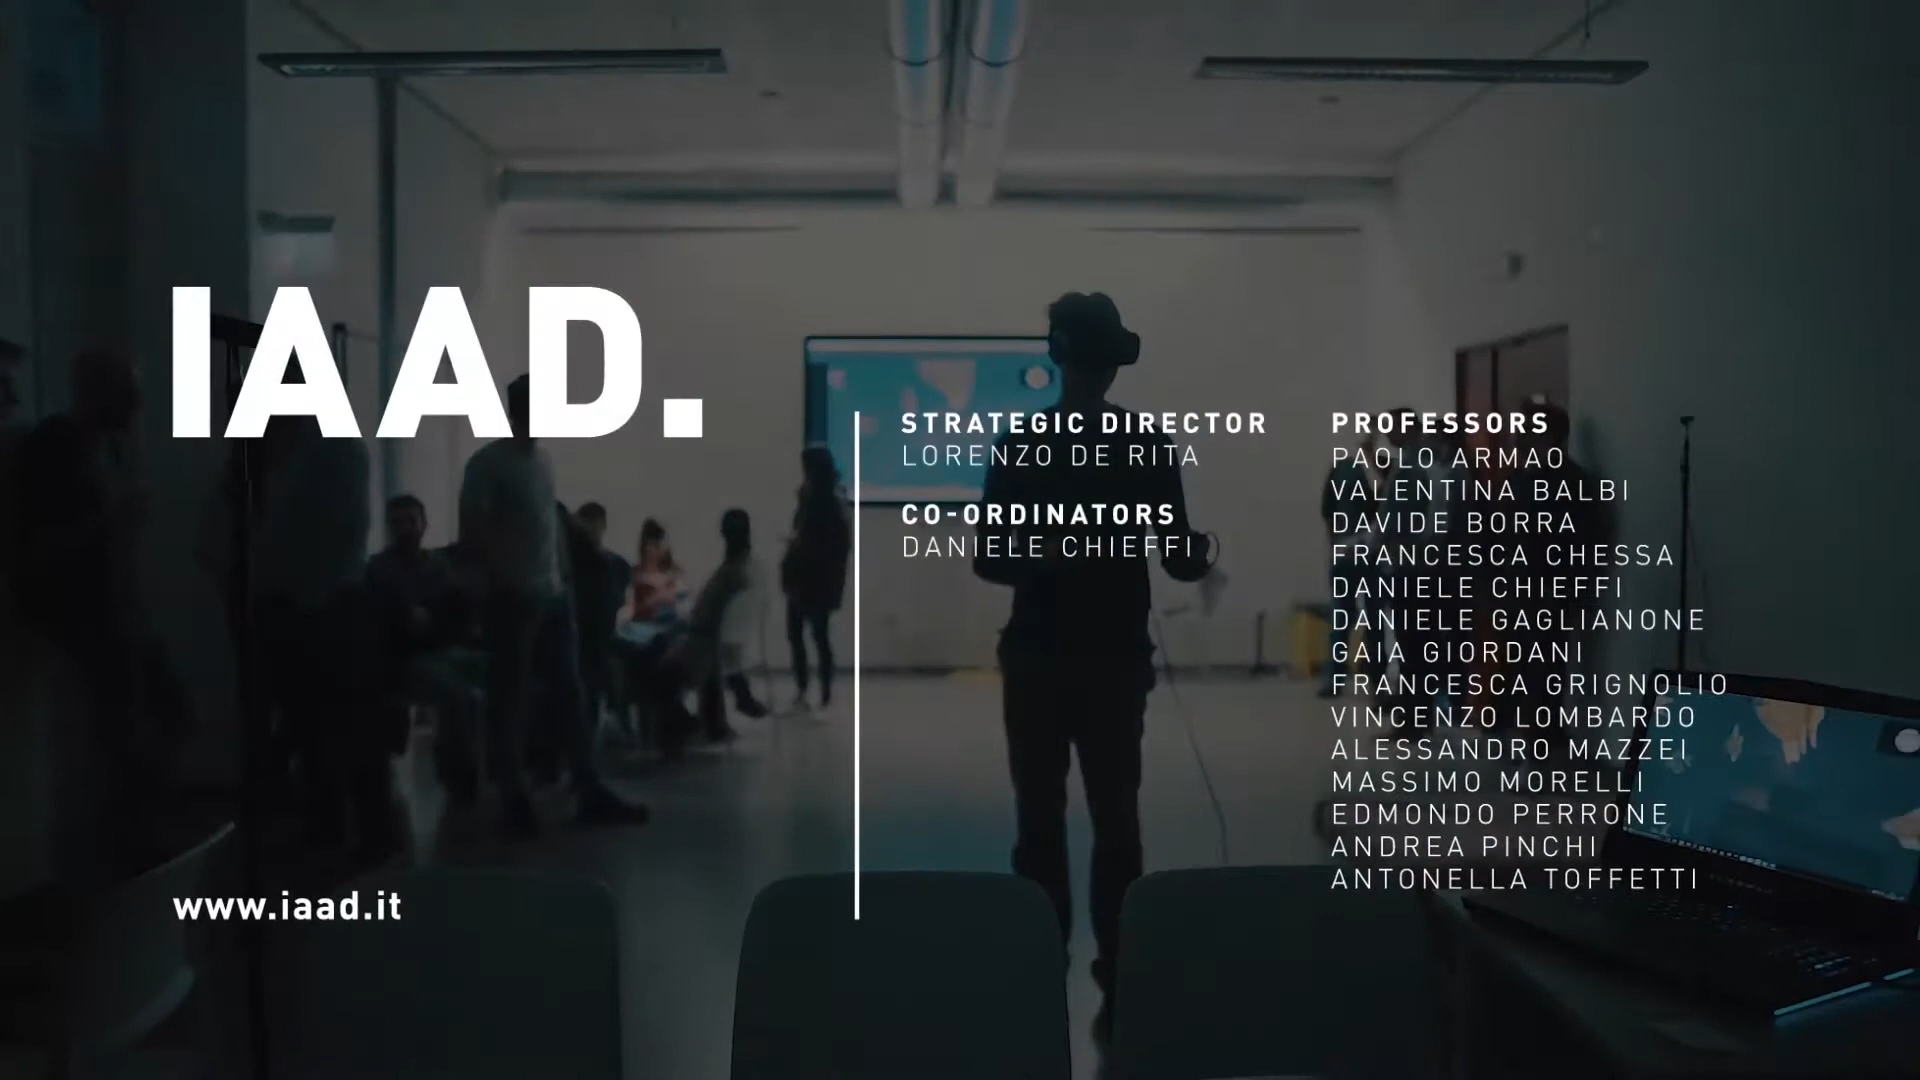 IAAD.
www.iaad.it
STRATEGIC DIRECTOR
LORENZO DE RITA
CO-ORDINATORS
DANIELE CHIEFFI
PROFESSORS
PAOLO ARMAO
VALENTINA BALBI
DAVIDE BORRA
FRANCESCA CHESSA
DANIELE CHIEFFI
DANIELE GAGLIANONE
GAIA GIORDANI
FRANCESCA GRIGNOLIO
VINCENZO LOMBARDO
ALESSANDRO MAZZEI
MASSIMO MORELLI
EDMONDO PERRONE
ANDREA PINCHI
ANTONELLA TOFFETTI